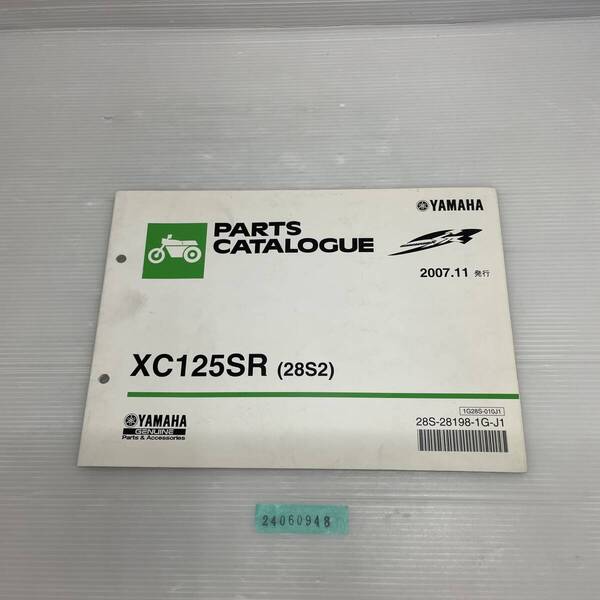 YAMAHA
PARTS
CATALOGUE
SR
2007.11 発行
XC125SR (28S2)
YAMAHA
GENUINE
Parts & Accessories
1G28S-010J1
28S-28198-1G-J1
24060948